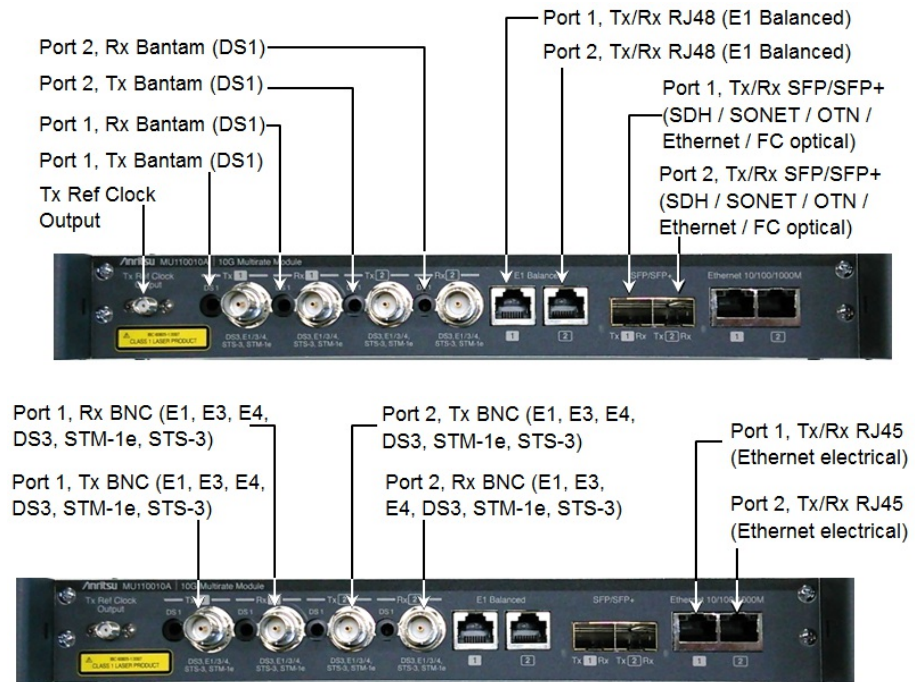 Port 1, Tx/Rx RJ48 (E1 Balanced)
Port 2, Rx Bantam (DS1)
Port 2, Tx/Rx RJ48 (E1 Balanced)
Port 2, Tx Bantam (DS1)
Port 1, Tx/Rx SFP/SFP+
(SDH / SONET / OTN /
Ethernet / FC optical)
Port 1, Rx Bantam (DS1)
Port 1, Tx Bantam (DS1)
Port 2, Tx/Rx SFP/SFP+
(SDH / SONET / OTN /
Ethernet / FC optical)
Tx Ref Clock
Output
Anritsu MU110010A 10G Multirate Module
Tx Ref Clock
Output
DS1 Tx 1 Rx 1 Tx 2 Rx 2
E1 Balanced
SFP/SFP+
Ethernet 10/100/1000M
CLASS 1 LASER PRODUCT
DS3, E1/3/4,
STS-3, STM-1e
DS3, E1/3/4,
STS-3, STM-1e
DS3, E1/3/4,
STS-3, STM-1e
DS3, E1/3/4,
STS-3, STM-1e
1 2
Tx 1 Rx Tx 2 Rx
1 2
Port 1, Rx BNC (E1, E3, E4,
DS3, STM-1e, STS-3)
Port 2, Tx BNC (E1, E3, E4,
DS3, STM-1e, STS-3)
Port 1, Tx/Rx RJ45
(Ethernet electrical)
Port 1, Tx BNC (E1, E3, E4,
DS3, STM-1e, STS-3)
Port 2, Rx BNC (E1, E3,
E4, DS3, STM-1e, STS-3)
Port 2, Tx/Rx RJ45
(Ethernet electrical)
Anritsu MU110010A 10G Multirate Module
Tx Ref Clock
Output
DS1 DS1 Rx DS1 Tx 2 DS1 Rx 2
E1 Balanced
SFP/SFP+
CLASS 1 LASER PRODUCT
DS3, E1/3/4,
STS-3, STM-1e
DS3, E1/3/4,
STS-3, STM-1e
DS3, E1/3/4,
STS-3, STM-1e
DS3, E1/3/4,
STS-3, STM-1e
1 2
Tx 1 Rx Tx 2 Rx
1 2